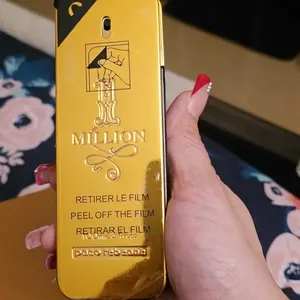 1
MILLION
RETIRER LE FILM
PEEL OFF THE FILM
RETIRAR EL FILM
paco rabanne